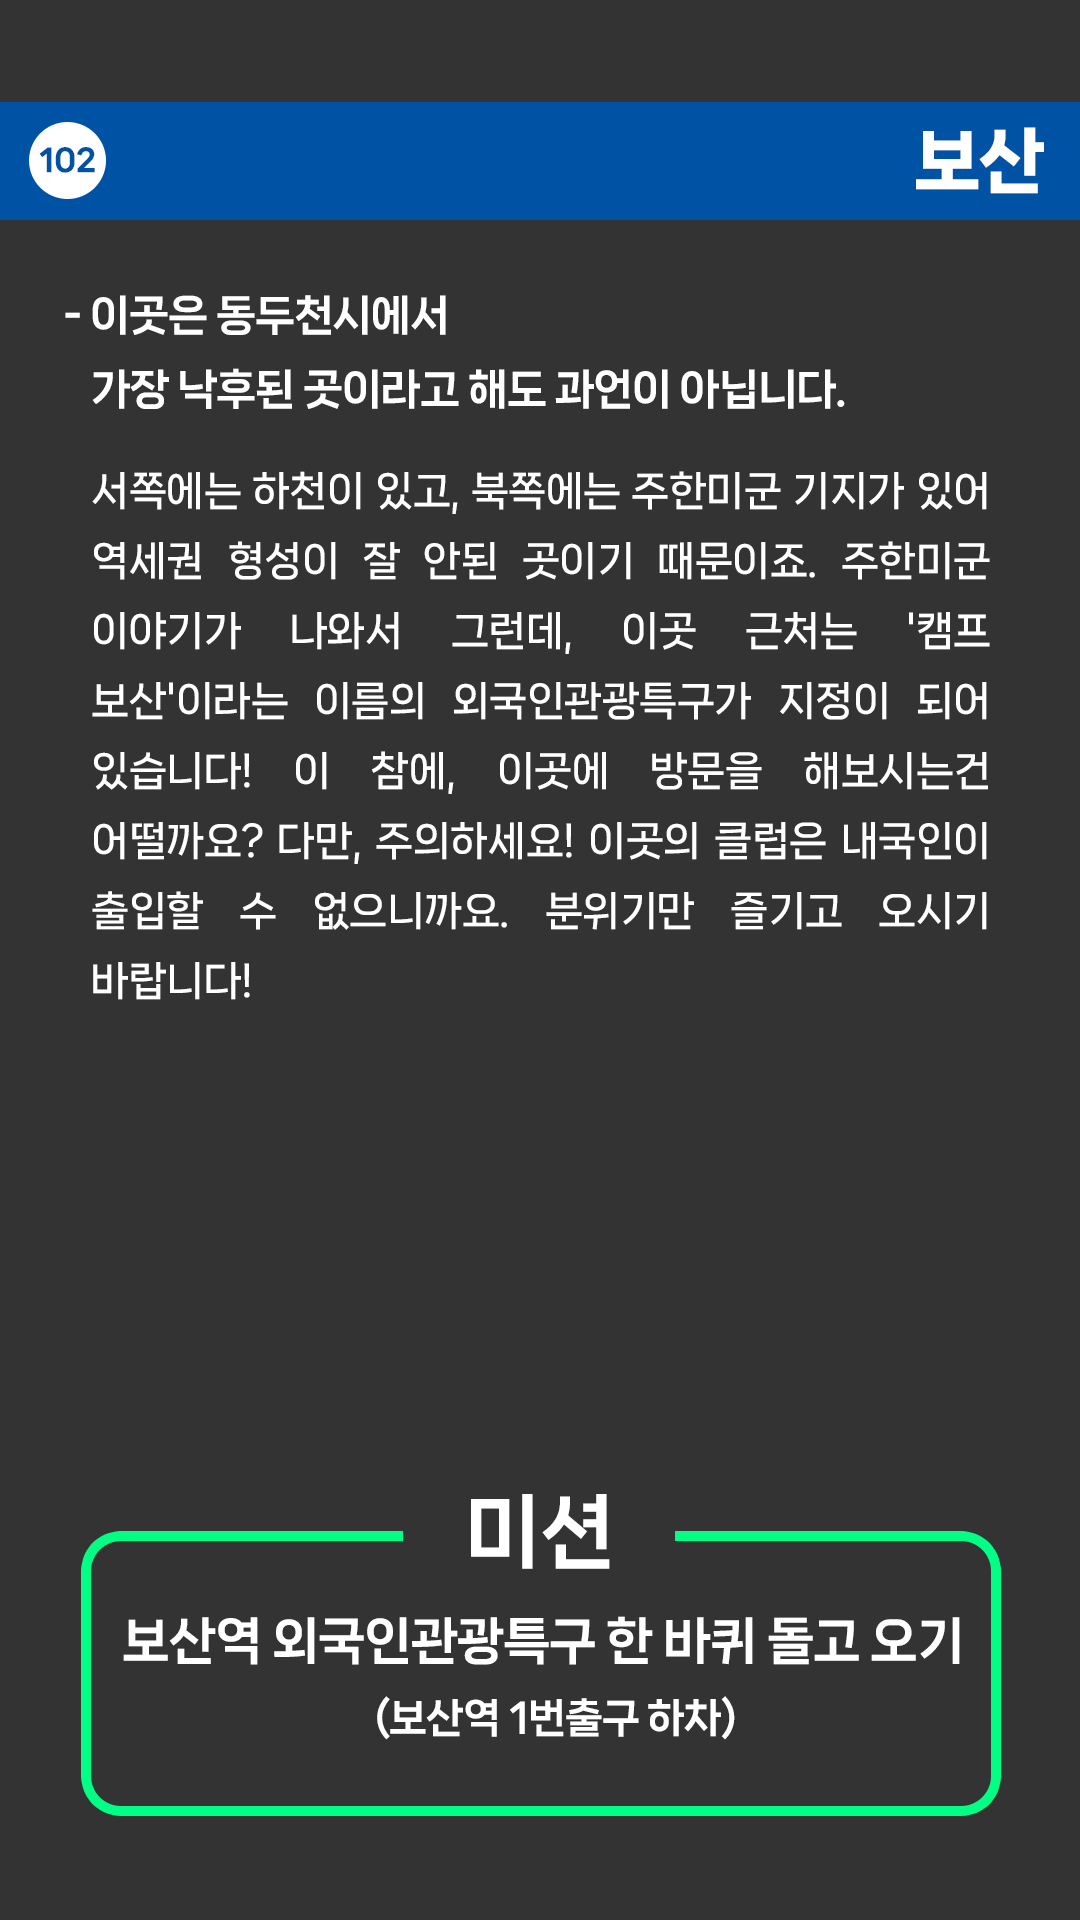 102
보산
- 이곳은 동두천시에서
가장 낙후된 곳이라고 해도 과언이 아닙니다.
서쪽에는 하천이 있고, 북쪽에는 주한미군 기지가 있어
역세권 형성이 잘 안된 곳이기 때문이죠. 주한미군
이야기가 나와서 그런데, 이곳 근처는 '캠프
보산'이라는 이름의 외국인관광특구가 지정이 되어
있습니다! 이 참에, 이곳에 방문을 해보시는건
어떨까요? 다만, 주의하세요! 이곳의 클럽은 내국인이
출입할 수 없으니까요. 분위기만 즐기고 오시기
바랍니다!
미션
보산역 외국인관광특구 한 바퀴 돌고 오기
(보산역 1번출구 하차)